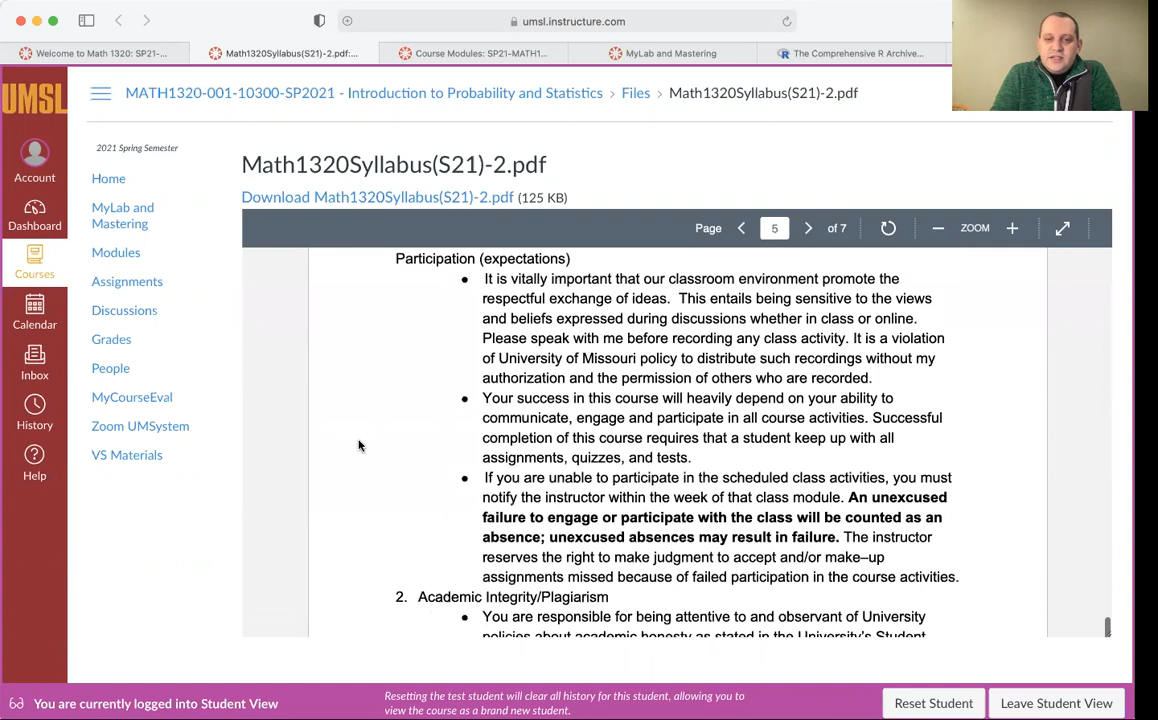 umsl.instructure.com
Welcome to Math 1320: SP21-...
Math1320Syllabus(S21)-2.pdf:...
Course Modules: SP21-MATH1...
MyLab and Mastering
The Comprehensive R Archive...
UMSL
MATH1320-001-10300-SP2021 - Introduction to Probability and Statistics > Files > Math1320Syllabus(S21)-2.pdf
Account
Dashboard
Courses
Calendar
Inbox
History
Help
2021 Spring Semester
Home
MyLab and
Mastering
Modules
Assignments
Discussions
Grades
People
MyCourseEval
Zoom UMSystem
VS Materials
Math1320Syllabus(S21)-2.pdf
Download Math1320Syllabus(S21)-2.pdf (125 KB)
Page 5 of 7 ZOOM
Participation (expectations)
• It is vitally important that our classroom environment promote the
respectful exchange of ideas. This entails being sensitive to the views
and beliefs expressed during discussions whether in class or online.
Please speak with me before recording any class activity. It is a violation
of University of Missouri policy to distribute such recordings without my
authorization and the permission of others who are recorded.
• Your success in this course will heavily depend on your ability to
communicate, engage and participate in all course activities. Successful
completion of this course requires that a student keep up with all
assignments, quizzes, and tests.
• If you are unable to participate in the scheduled class activities, you must
notify the instructor within the week of that class module. An unexcused
failure to engage or participate with the class will be counted as an
absence; unexcused absences may result in failure. The instructor
reserves the right to make judgment to accept and/or make–up
assignments missed because of failed participation in the course activities.
2. Academic Integrity/Plagiarism
• You are responsible for being attentive to and observant of University
policies about academic honesty as stated in the University's Student
You are currently logged into Student View
Resetting the test student will clear all history for this student, allowing you to
view the course as a brand new student.
Reset Student
Leave Student View